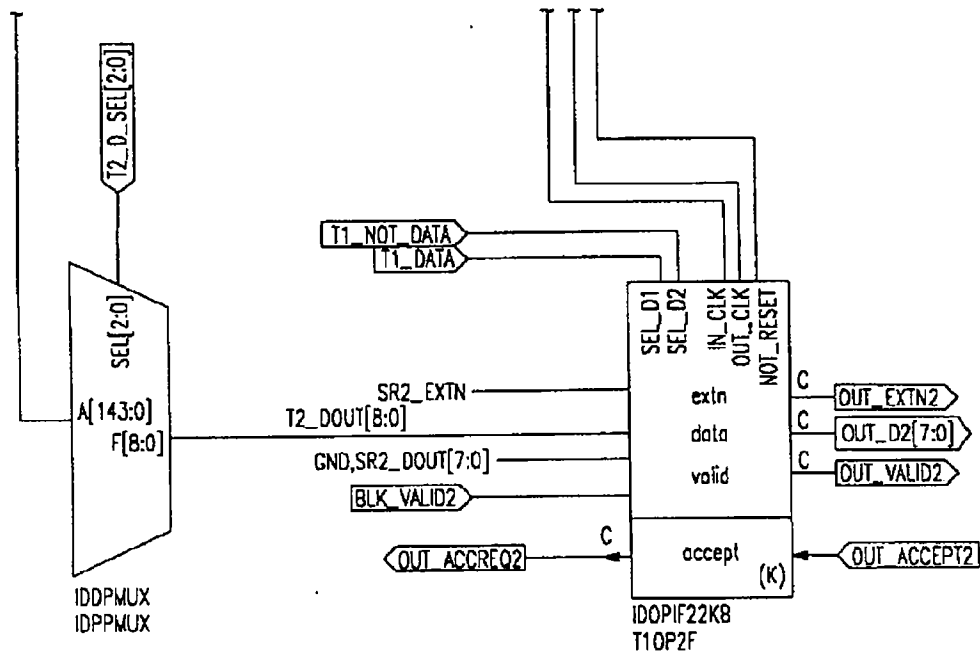 T2_D_SEL[2:0]
T1_NOT_DATA
T1_DATA
SEL[2:0]
SEL_D1
SEL_D2
IN_CLK
OUT_CLK
NOT_RESET
A[143:0]
F[8:0]
SR2_EXTN
extn
C
OUT_EXTN2
T2_DOUT[8:0]
data
C
OUT_D2[7:0]
GND,SR2_DOUT[7:0]
valid
C
OUT_VALID2
BLK_VALID2
C
OUT_ACCREQ2
accept
(K)
OUT_ACCEPT2
IDDPMUX
IDPPMUX
IDOPIF22K8
T10P2F